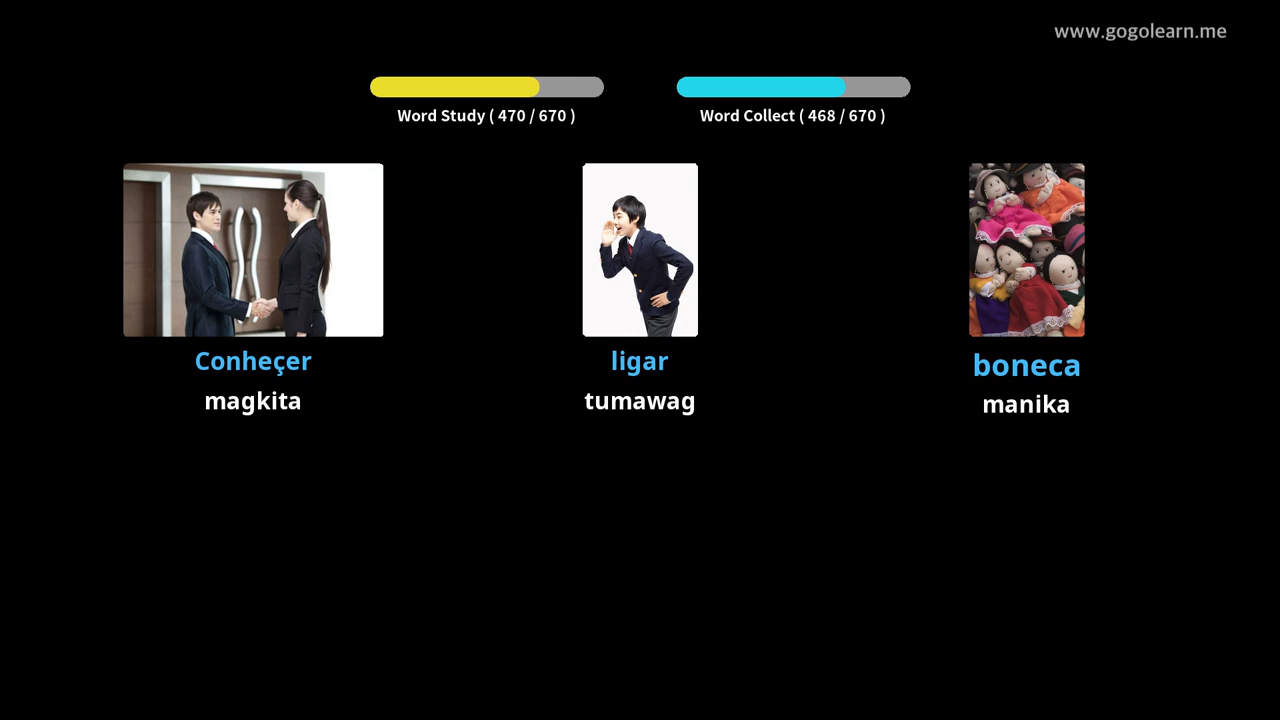 www.gogolearn.me
Word Study ( 470 / 670 )
Word Collect ( 468 / 670 )
Conheçer
ligar
boneca
magkita
tumawag
manika